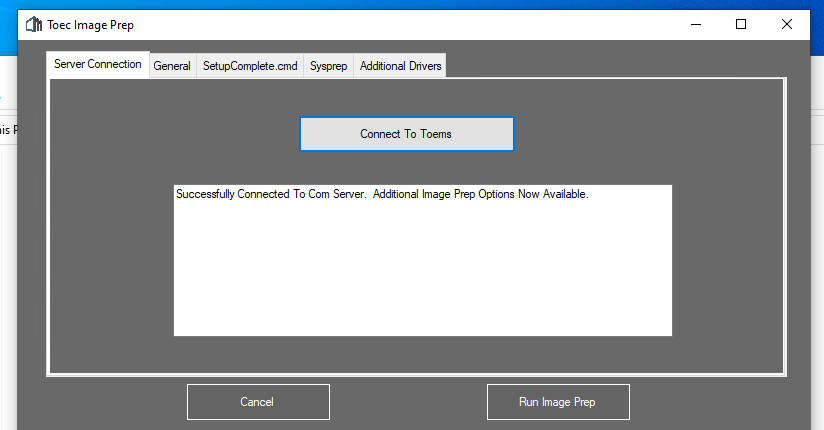 Toec Image Prep
Server Connection General SetupComplete.cmd Sysprep Additional Drivers
Connect To Toems
Successfully Connected To Com Server. Additional Image Prep Options Now Available.
Cancel Run Image Prep